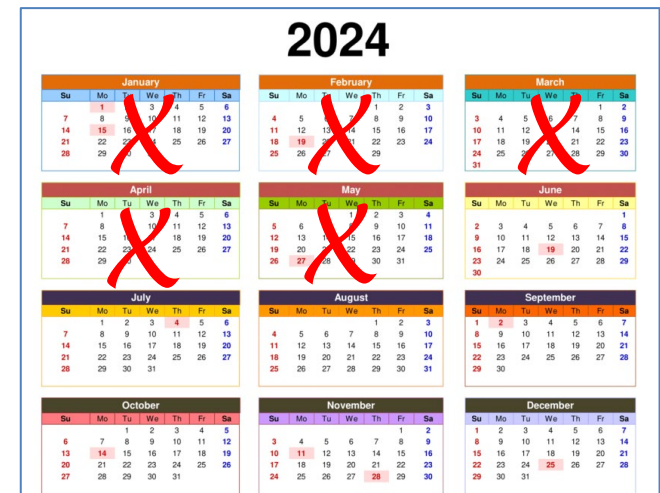 2024
January
Su Mo We Th Fr Sa
1 3 4 5 6
7 8 12 13
14 15 16 18 19 20
21 22 25 26 27
28 29
February
Su Mo Tu Th Fr Sa
1 2 3
4 5 8 9 10
11 12 15 16 17
18 19 22 23 24
25 26 29
March
Su Mo Tu We Th Fr Sa
1 2
3 4 8 9
10 11 14 15 16
17 18 22 23
24 25 28 29 30
31
April
Su Mo Tu We Th Fr Sa
1 3 4 5 6
7 8 11 12 13
14 15 18 19 20
21 22 23 25 26 27
28 29
May
Su Mo Tu We Th Fr Sa
1 2 3 4
5 6 9 10 11
12 13 16 17 18
19 20 23 24 25
26 27 30 31
June
Su Mo Tu We Th Fr Sa
1
2 3 4 5 6 7 8
9 10 11 12 13 14 15
16 17 18 19 20 21 22
23 24 25 26 27 28 29
30
July
Su Mo Tu We Th Fr Sa
1 2 3 4 5 6
7 8 9 10 11 12 13
14 15 16 17 18 19 20
21 22 23 24 25 26 27
28 29 30 31
August
Su Mo Tu We Th Fr Sa
1 2 3
4 5 6 7 8 9 10
11 12 13 14 15 16 17
18 19 20 21 22 23 24
25 26 27 28 29 30 31
September
Su Mo Tu We Th Fr Sa
1 2 3 4 5 6 7
8 9 10 11 12 13 14
15 16 17 18 19 20 21
22 23 24 25 26 27 28
29 30
October
Su Mo Tu We Th Fr Sa
1 2 3 4 5
6 7 8 9 10 11 12
13 14 15 16 17 18 19
20 21 22 23 24 25 26
27 28 29 30 31
November
Su Mo Tu We Th Fr Sa
1 2
3 4 5 6 7 8 9
10 11 12 13 14 15 16
17 18 19 20 21 22 23
24 25 26 27 28 29 30
December
Su Mo Tu We Th Fr Sa
1 2 3 4 5 6 7
8 9 10 11 12 13 14
15 16 17 18 19 20 21
22 23 24 25 26 27 28
29 30 31